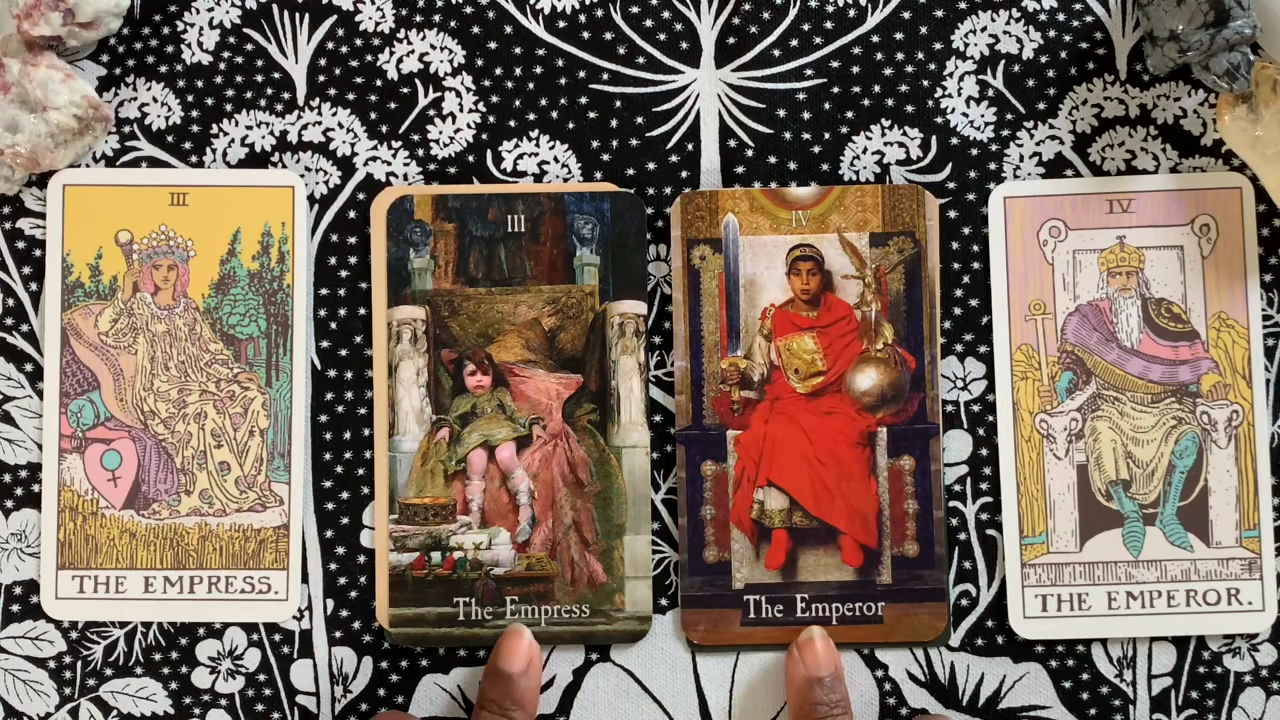 III
THE EMPRESS.
III
The Empress
IV
The Emperor
IV
THE EMPEROR.